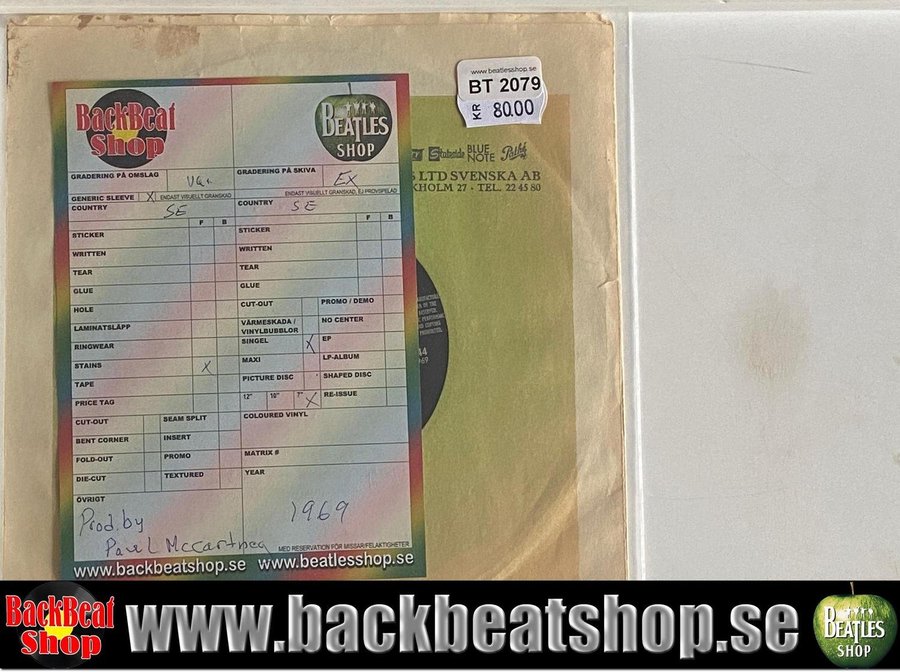 www.beatlesshop.se
BT 2079
KR 80.00
BLUE NOTE
LTD SVENSKA AB
TEL. 22 45 80
44
BackBeat
Shop
BEATLES
SHOP
GRADERING PÅ OMSLAG VG+
GRADERING PÅ SKIVA EX
GENERIC SLEEVE X ENDAST VISUELLT GRANSKAD
ENDAST VISUELLT GRANSKAD, EJ PROVSPELAD
COUNTRY SE
COUNTRY SE
F B
F B
STICKER
STICKER
WRITTEN
WRITTEN
TEAR
TEAR
GLUE
GLUE
HOLE
CUT-OUT PROMO / DEMO
LAMINATSLÄPP
VÄRMESKADA / VINYLBUBBLOR NO CENTER
RINGWEAR
SINGEL X EP
STAINS X
MAXI LP-ALBUM
TAPE
PICTURE DISC SHAPED DISC
PRICE TAG
12" 10" 7" X RE-ISSUE
CUT-OUT SEAM SPLIT
COLOURED VINYL
BENT CORNER INSERT
FOLD-OUT PROMO
MATRIX #
DIE-CUT TEXTURED
YEAR
1969
ÖVRIGT
Prod. by
Paul McCartney
MED RESERVATION FÖR MISSAR/FELAKTIGHETER
www.backbeatshop.se www.beatlesshop.se
BackBeat
Shop
www.backbeatshop.se
BEATLES
SHOP